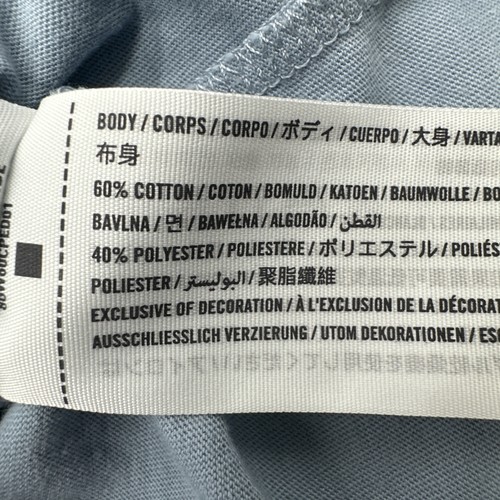 BODY / CORPS / CORPO / ボディ / CUERPO / 大身 / VARTA
布身
60% COTTON / COTON / BOMULD / KATOEN / BAUMWOLLE / BO
BAVLNA / 면 / BAWEŁNA / ALGODÃO / القطن
40% POLYESTER / POLIESTERE / ポリエステル / POLIÉS
POLIESTER / البوليستر / 聚脂纖維
EXCLUSIVE OF DECORATION / À L'EXCLUSION DE LA DÉCORAT
AUSSCHLIESSLICH VERZIERUNG / UTOM DEKORATIONEN / ESC